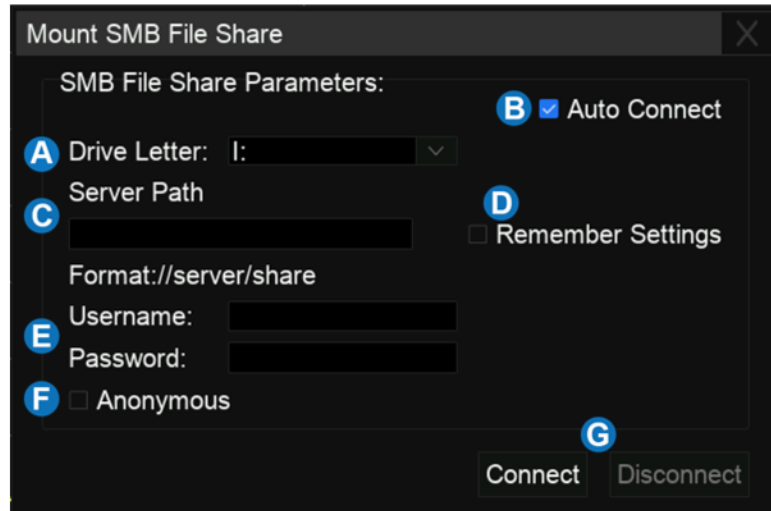 Mount SMB File Share X
SMB File Share Parameters:
B Auto Connect
A Drive Letter: I:
Server Path
C
D
Remember Settings
Format://server/share
Username:
E
Password:
F Anonymous
G
Connect Disconnect